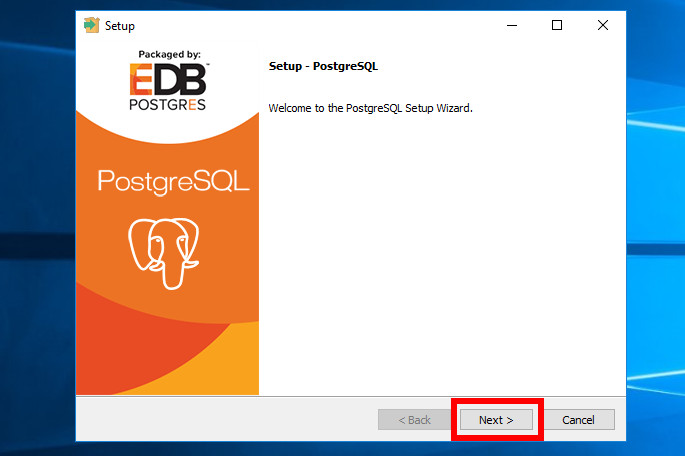 Setup
Packaged by:
EDB™
POSTGRES
PostgreSQL
Setup - PostgreSQL
Welcome to the PostgreSQL Setup Wizard.
< Back
Next >
Cancel